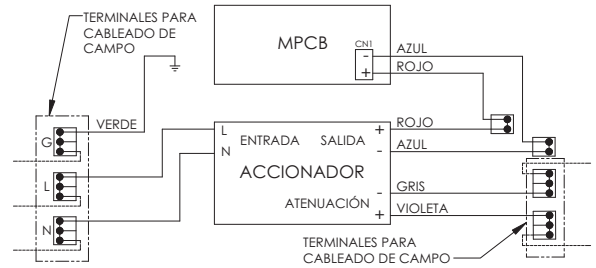 TERMINALES PARA
CABLEADO DE
CAMPO
MPCB
CN1
-
+
AZUL
ROJO
VERDE
G
L
N
L
N
ENTRADA
SALIDA
+
-
ROJO
AZUL
ACCIONADOR
ATENUACIÓN
-
+
GRIS
VIOLETA
TERMINALES PARA
CABLEADO DE CAMPO